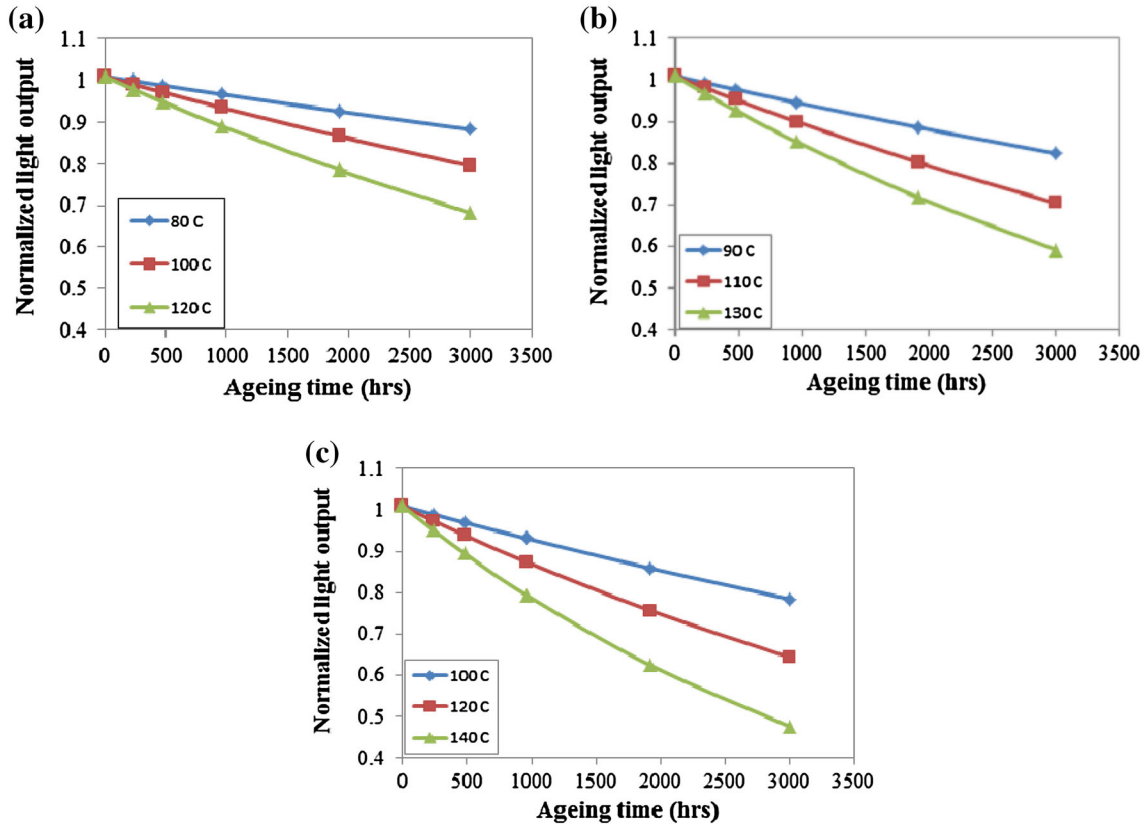 (a)
Normalized light output
1.1
1
0.9
0.8
0.7
0.6
0.5
0.4
80 C
100 C
120 C
0 500 1000 1500 2000 2500 3000 3500
Ageing time (hrs)
(b)
Normalized light output
1.1
1
0.9
0.8
0.7
0.6
0.5
0.4
90 C
110 C
130 C
0 500 1000 1500 2000 2500 3000 3500
Ageing time (hrs)
(c)
Normalized light output
1.1
1
0.9
0.8
0.7
0.6
0.5
0.4
100 C
120 C
140 C
0 500 1000 1500 2000 2500 3000 3500
Ageing time (hrs)